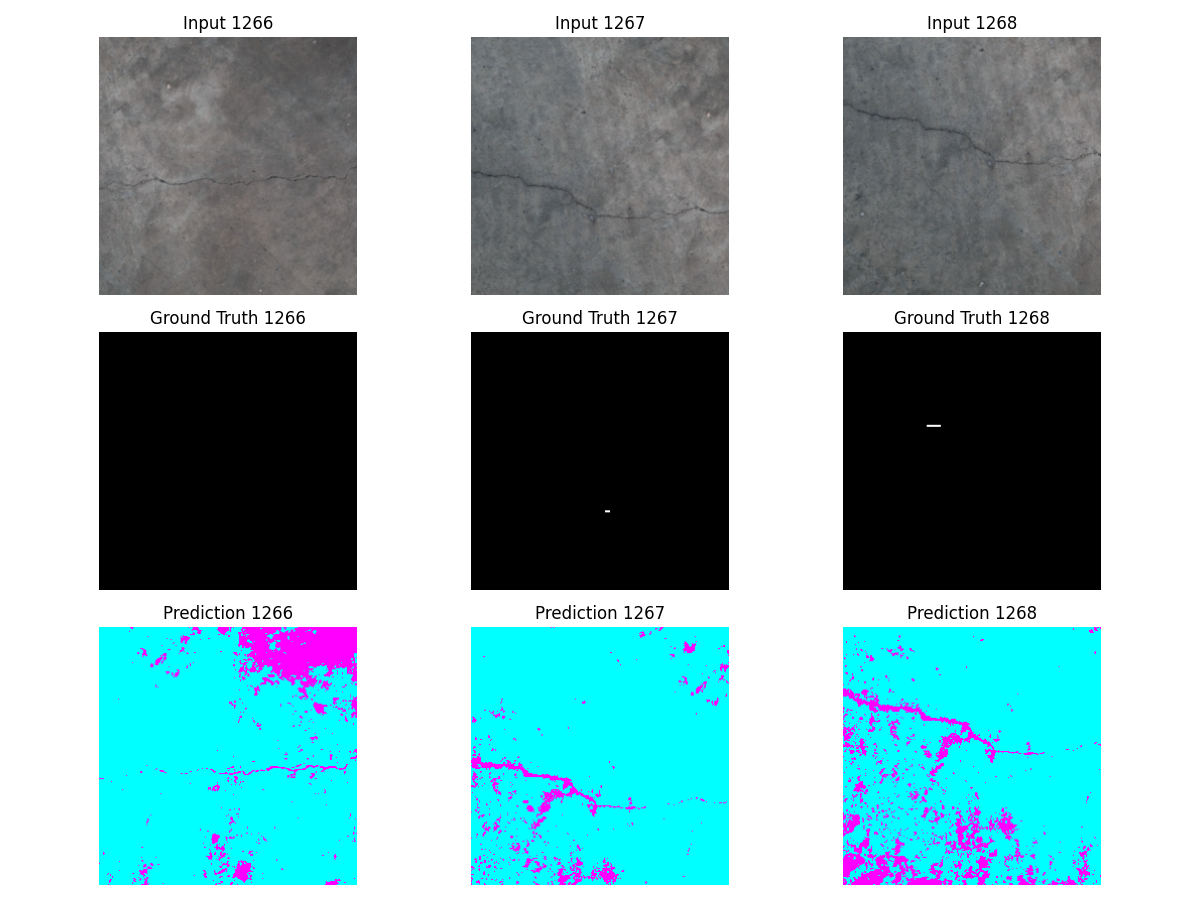 Input 1266
Input 1267
Input 1268
Ground Truth 1266
Ground Truth 1267
Ground Truth 1268
Prediction 1266
Prediction 1267
Prediction 1268